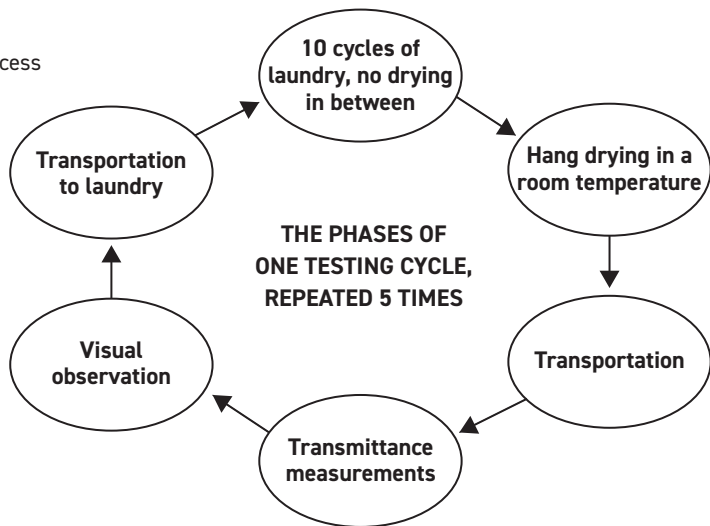 cess
10 cycles of
laundry, no drying
in between
Hang drying in a
room temperature
Transportation
Transmittance
measurements
Visual
observation
Transportation
to laundry
THE PHASES OF
ONE TESTING CYCLE,
REPEATED 5 TIMES